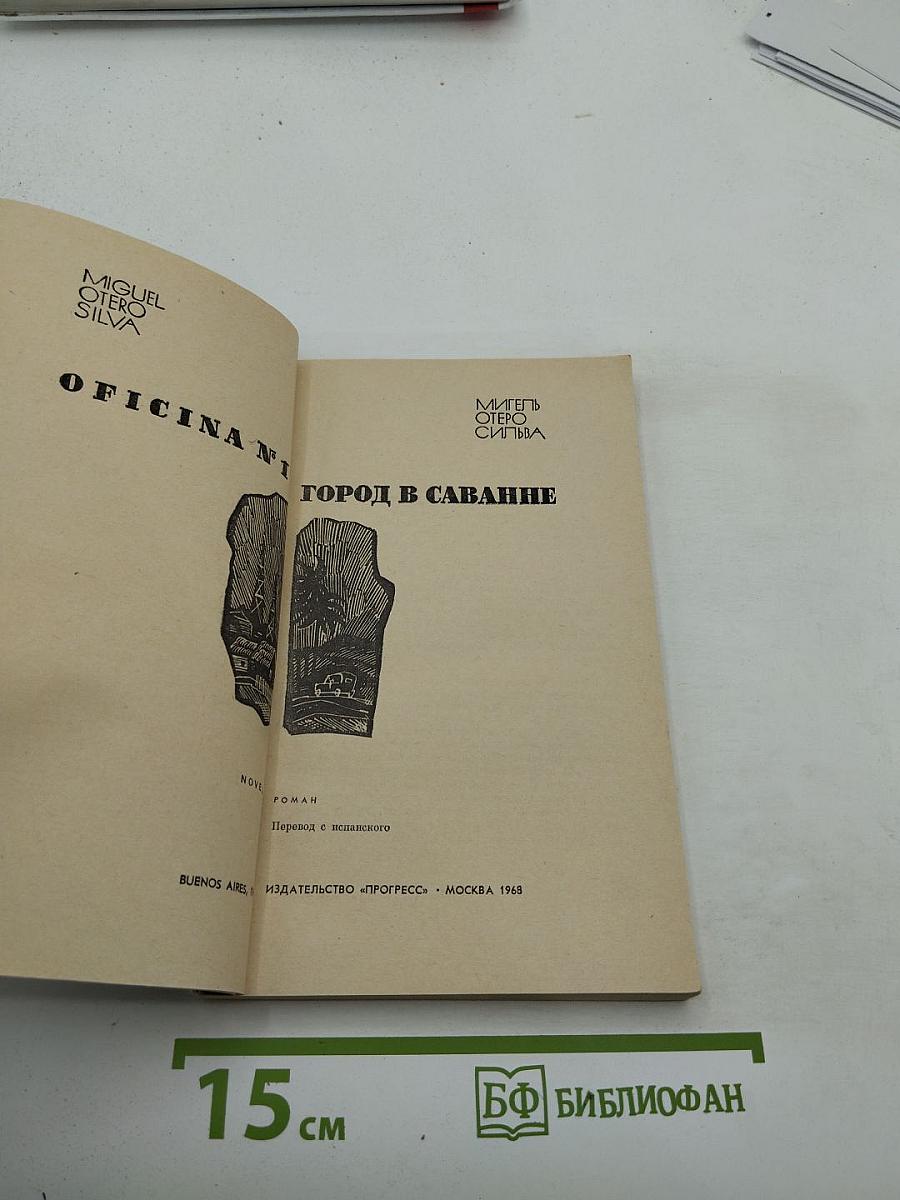 MIGUEL
OTERO
SILVA
OFICINA № 1
BUENOS AIRES,
МИГЕЛЬ
ОТЕРО
СИЛЬВА
ГОРОД В САВАННЕ
РОМАН
Перевод с испанского
ИЗДАТЕЛЬСТВО «ПРОГРЕСС» • МОСКВА 1968
15 см
БФ БИБЛИОФАН